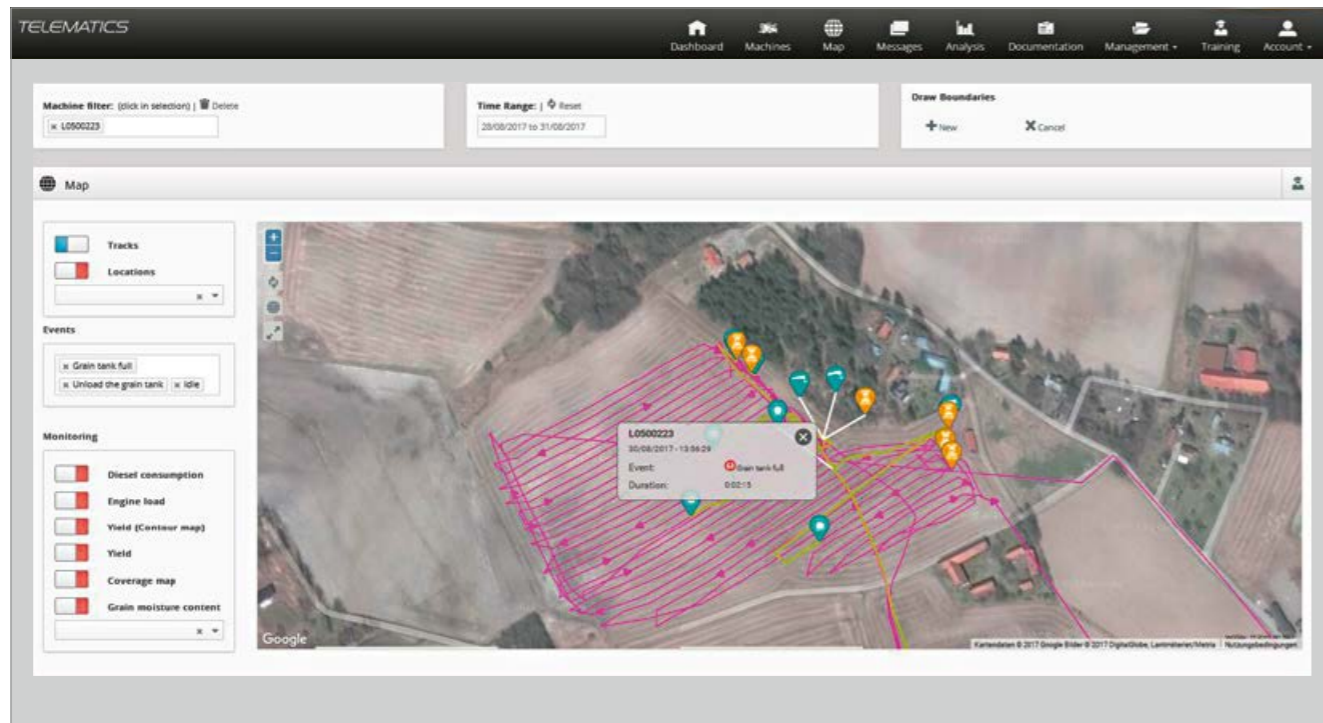 TELEMATICS
Dashboard Machines Map Messages Analysis Documentation Management Training Account
Machine filter: (click in selection) | Delete
× L0500223
Time Range: | Reset
28/08/2017 to 31/08/2017
Draw Boundaries
New Cancel
Map
Tracks
Locations
Events
× Grain tank full
× Unload the grain tank × Idle
Monitoring
Diesel consumption
Engine load
Yield (Contour map)
Yield
Coverage map
Grain moisture content
L0500223
30/08/2017 - 13:56:29
Event: Grain tank full
Duration: 0:02:15
Google
Kartendaten © 2017 Google Bilder © 2017 DigitalGlobe, Lantmäteriet/Metria Nutzungsbedingungen